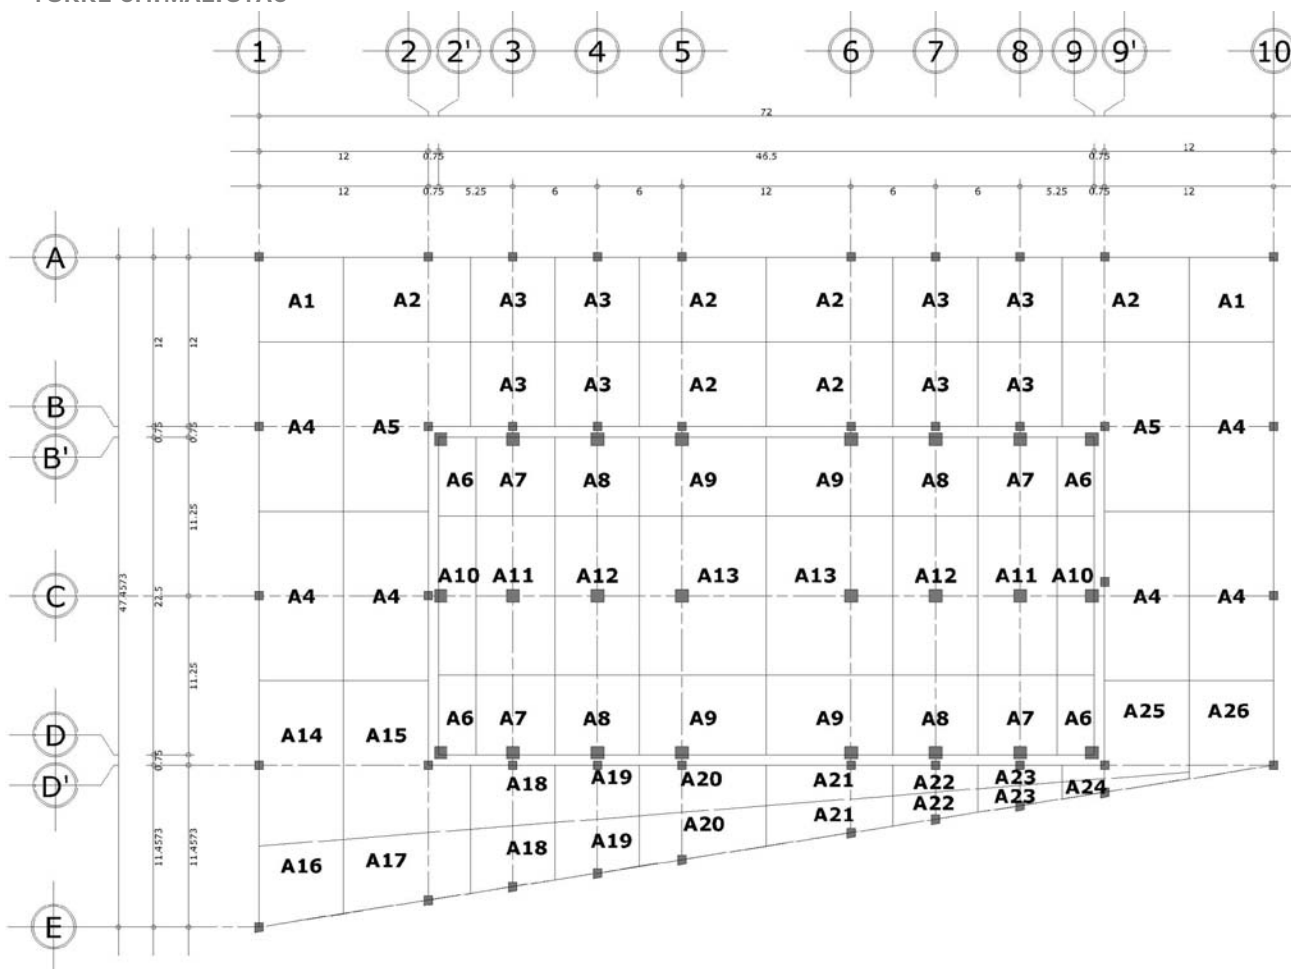 1 2 2' 3 4 5 6 7 8 9 9' 10
72
12 0.75 46.5 0.75 12
12 0.75 5.25 6 6 12 6 6 5.25 0.75 12
A
A1 A2 A3 A3 A2 A2 A3 A3 A2 A1
12 12
A3 A3 A2 A2 A3 A3
B
0.75 0.75
A4 A5 A5 A4
B'
A6 A7 A8 A9 A9 A8 A7 A6
11.25
A10 A11 A12 A13 A13 A12 A11 A10
47.4573 22.5
C
A4 A4 A4 A4
11.25
A6 A7 A8 A9 A9 A8 A7 A6 A25 A26
D
A14 A15
0.75
D'
A18 A19 A20 A21 A22 A23 A24
A22 A23
11.4573 11.4573
A18 A19 A20 A21
A16 A17
E